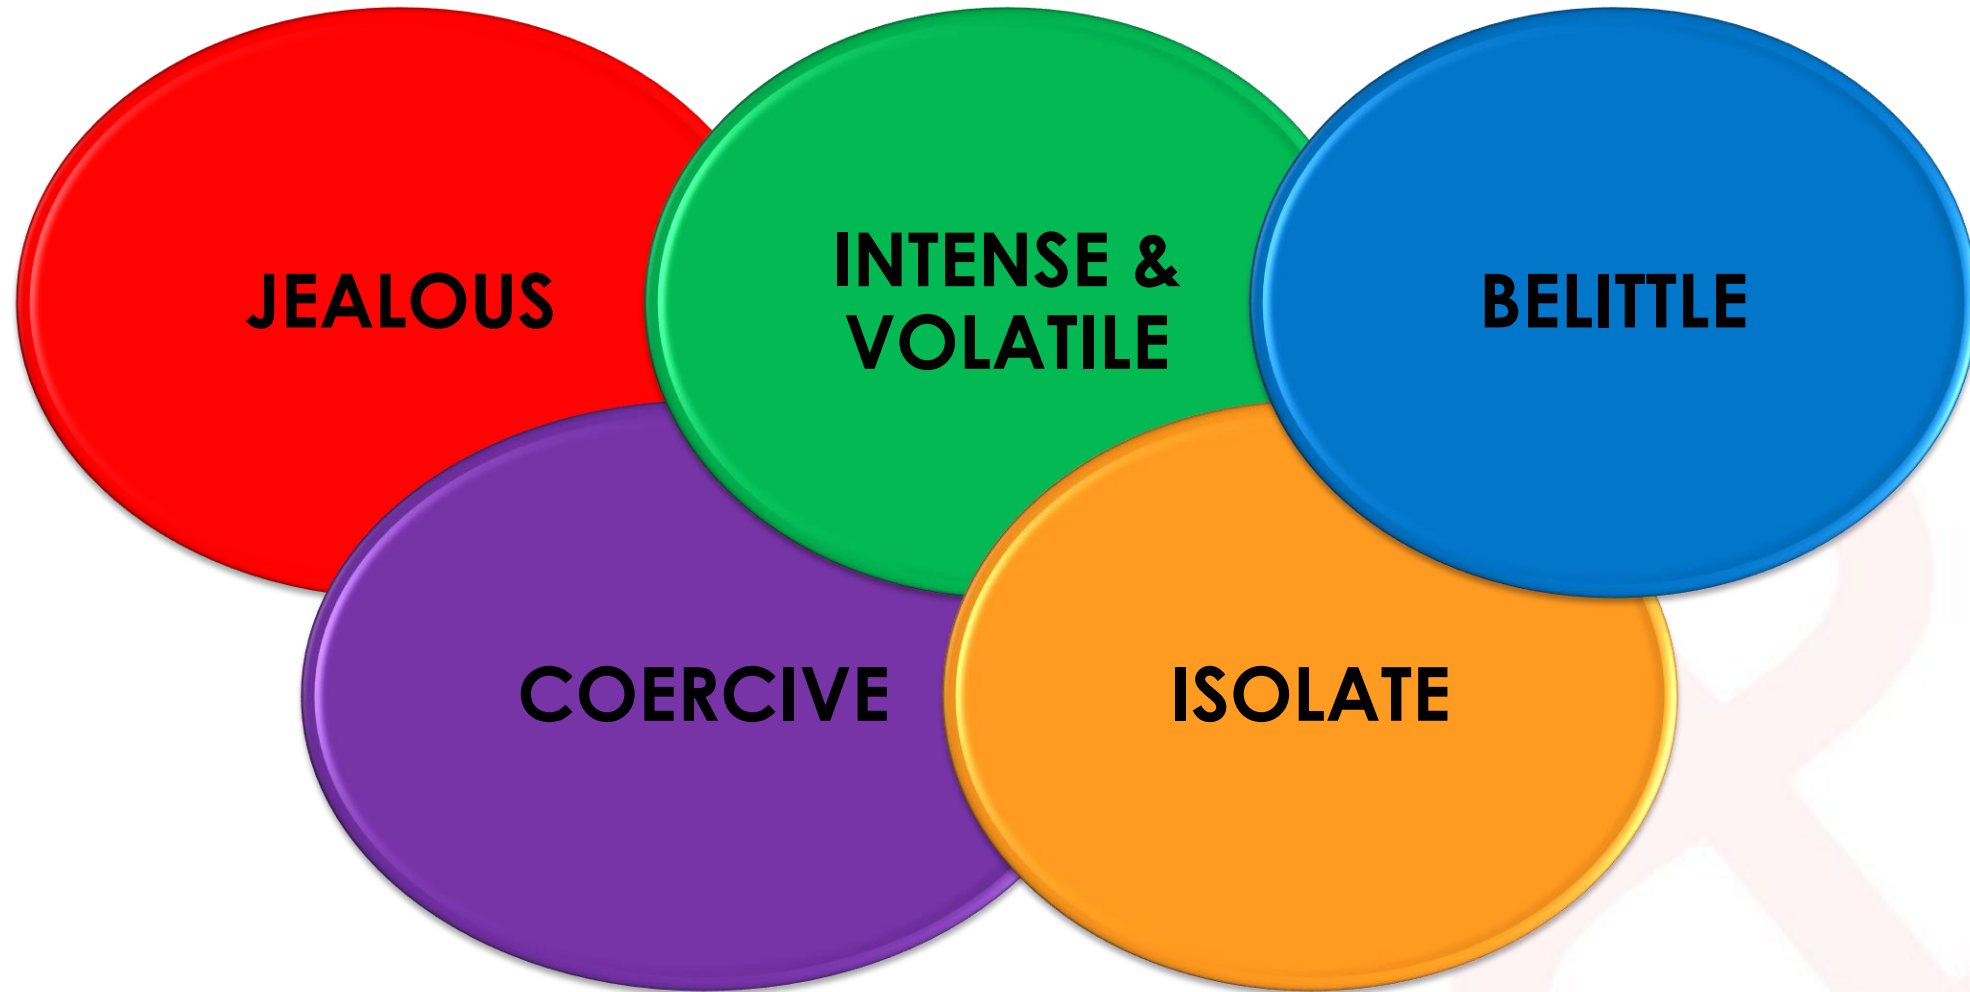 JEALOUS
INTENSE &
VOLATILE
BELITTLE
COERCIVE
ISOLATE